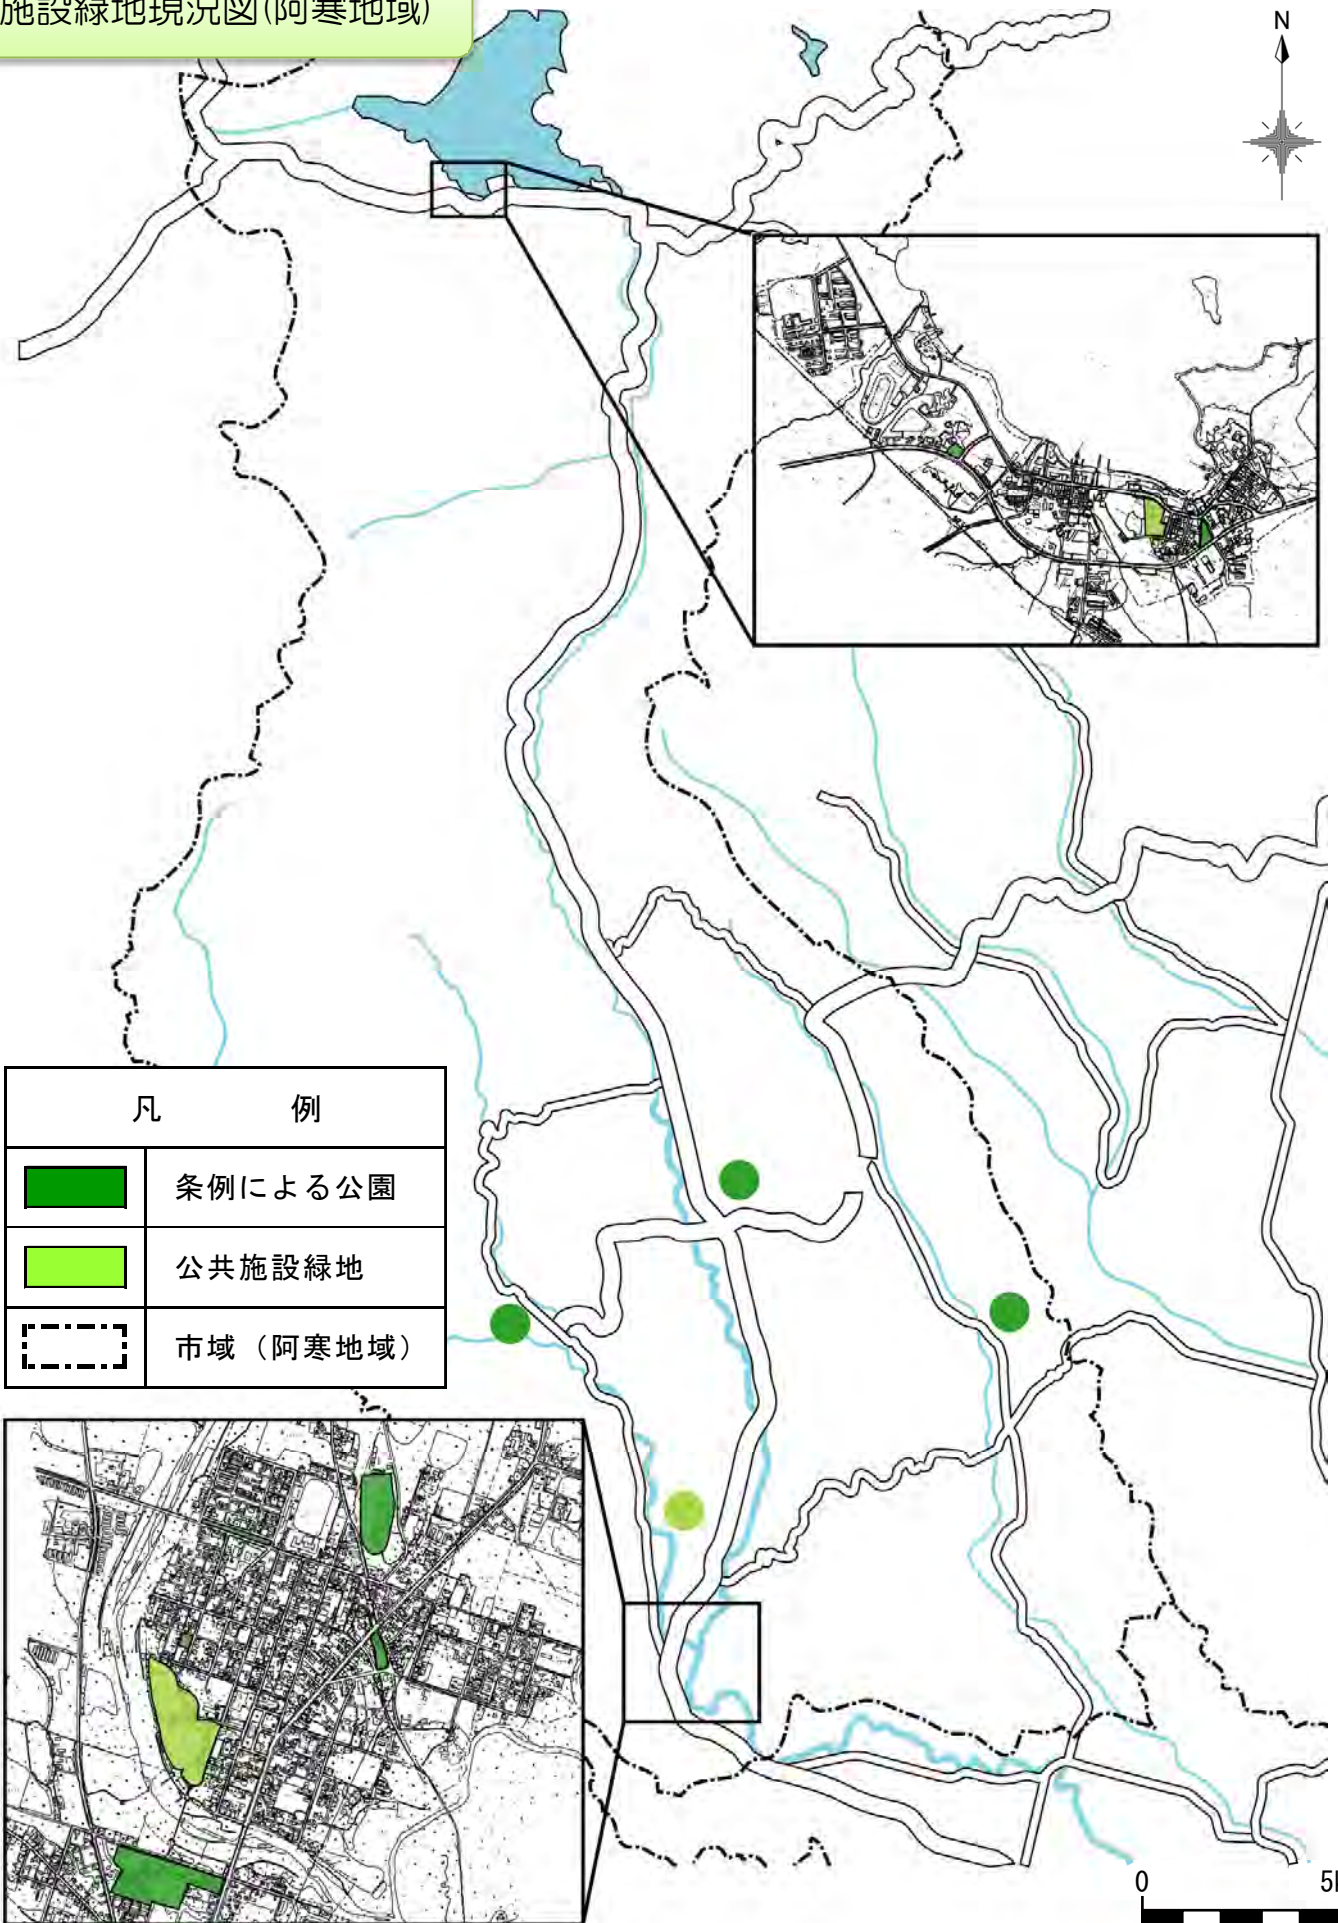 施設緑地現況図(阿寒地域)
N
凡 例
条例による公園
公共施設緑地
市域（阿寒地域）
0 5